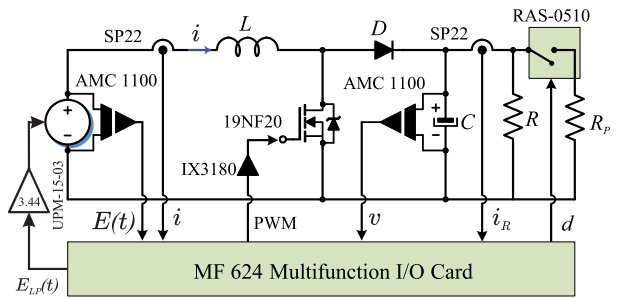 RAS-0510
SP22
i
L
D
SP22
AMC 1100
AMC 1100
+
-
19NF20
+
-
C
R
R_P
3.44
UPM-15-03
IX3180
E(t)
i
PWM
v
i_R
d
E_LP(t)
MF 624 Multifunction I/O Card